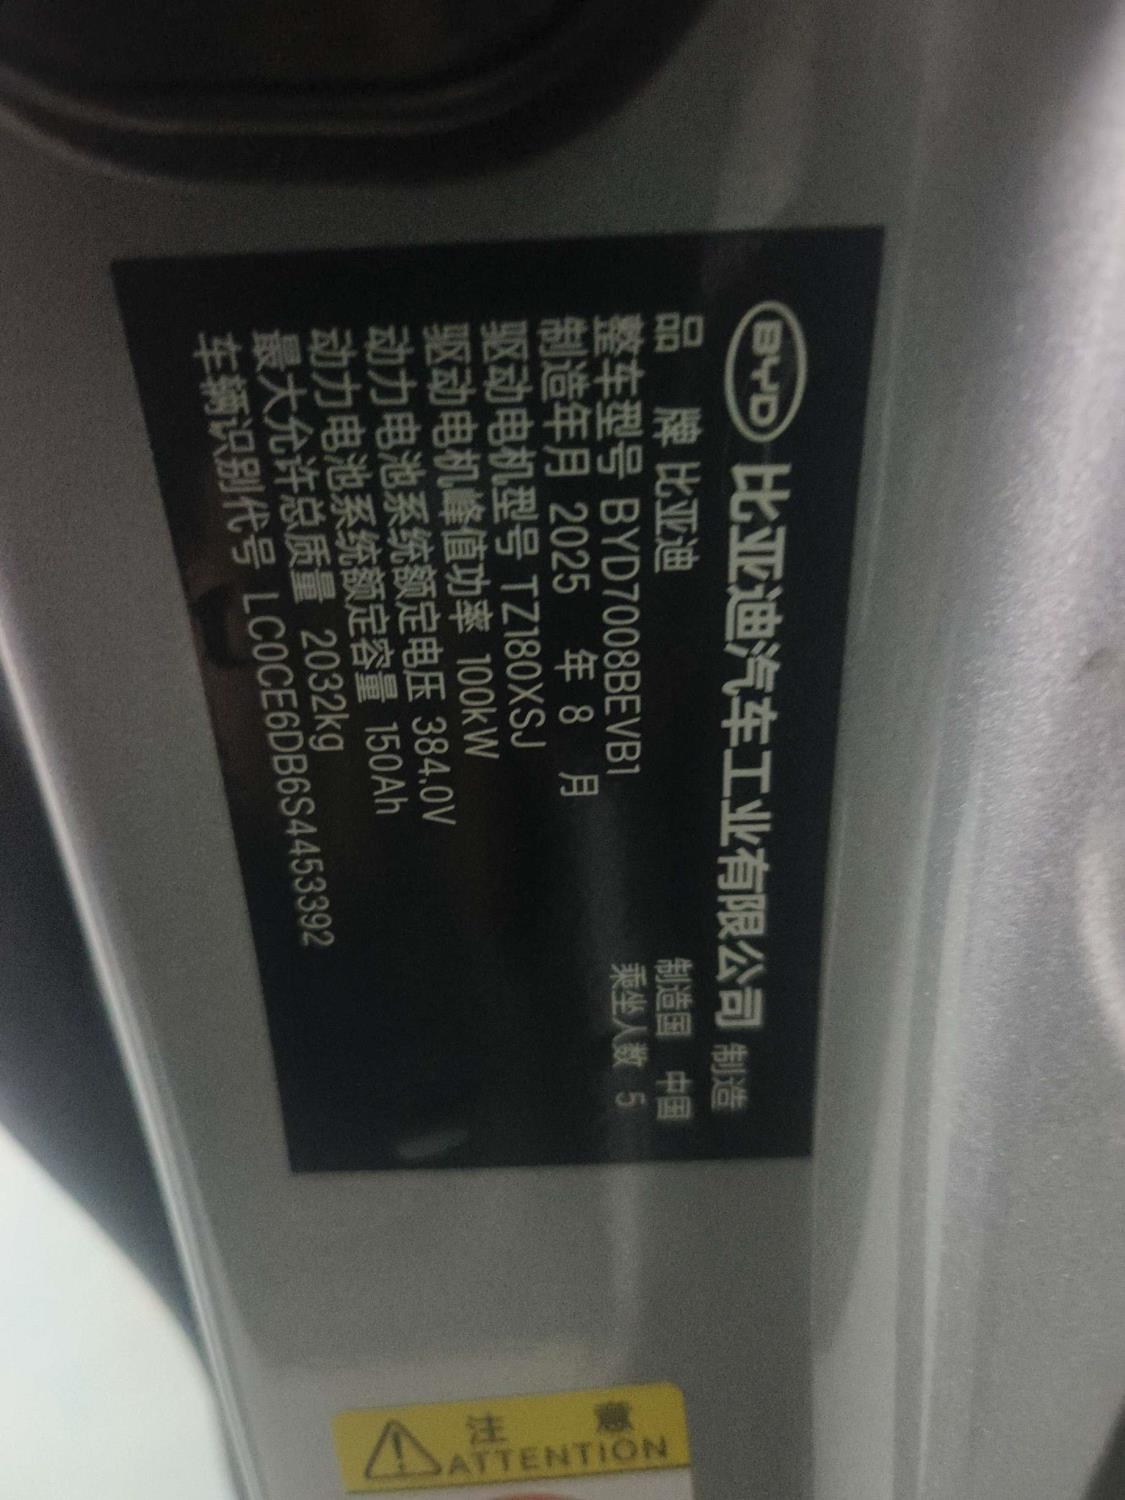 BYD 比亚迪汽车工业有限公司 制造
品 牌 比亚迪 制造国 中国
整车型号 BYD7008BEVB1 乘坐人数 5
制造年月 2025 年 8 月
驱动电机型号 TZ180XSJ
驱动电机峰值功率 100kW
动力电池系统额定电压 384.0V
动力电池系统额定容量 150Ah
最大允许总质量 2032kg
车辆识别代号 LC0CE6DB6S4453392
注 意
ATTENTION